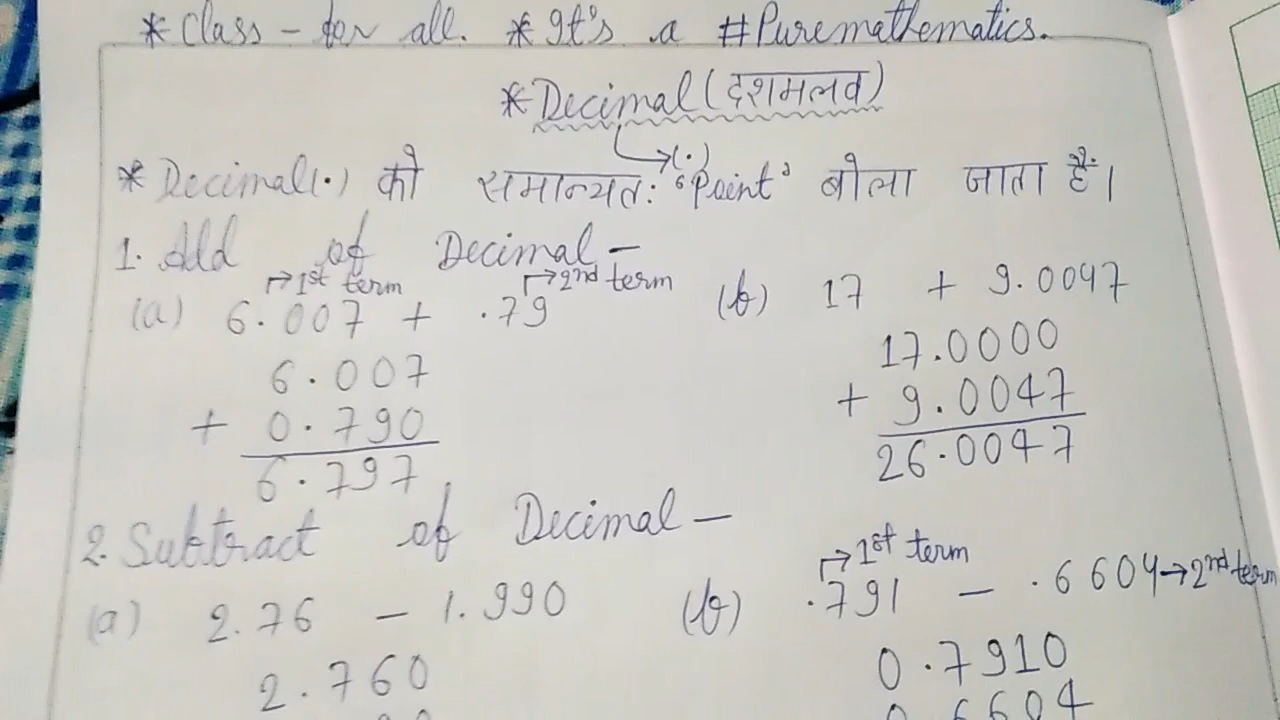 * Class - for all. * It's a #Puremathematics.
* Decimal (दशमलव)
→(.)
* Decimal(.) को समान्यत: 'Point' बोला जाता हैं।
1. Add of Decimal -
→1st term →2nd term
(a) 6.007 + .79
6.007
+ 0.790
6.797
(b) 17 + 9.0047
17.0000
+ 9.0047
26.0047
2. Subtract of Decimal -
(a) 2.76 - 1.990
2.760
→1st term
(b) .791 - .6604→2nd term
0.7910
0.6604